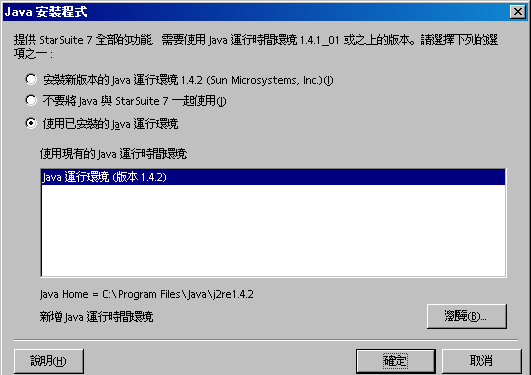 Java 安裝程式
提供 StarSuite 7 全部的功能, 需要使用 Java 運行時間環境 1.4.1_01 或之上的版本。請選擇下列的選
項之一 :
安裝新版本的 Java 運行環境 1.4.2 (Sun Microsystems, Inc.)(I)
不要將 Java 與 StarSuite 7 一起使用(J)
使用已安裝的 Java 運行環境
使用現有的 Java 運行時間環境
Java 運行環境 (版本 1.4.2)
Java Home = C:\Program Files\Java\j2re1.4.2
新增 Java 運行時間環境
瀏覽(B)...
說明(H)
確定
取消